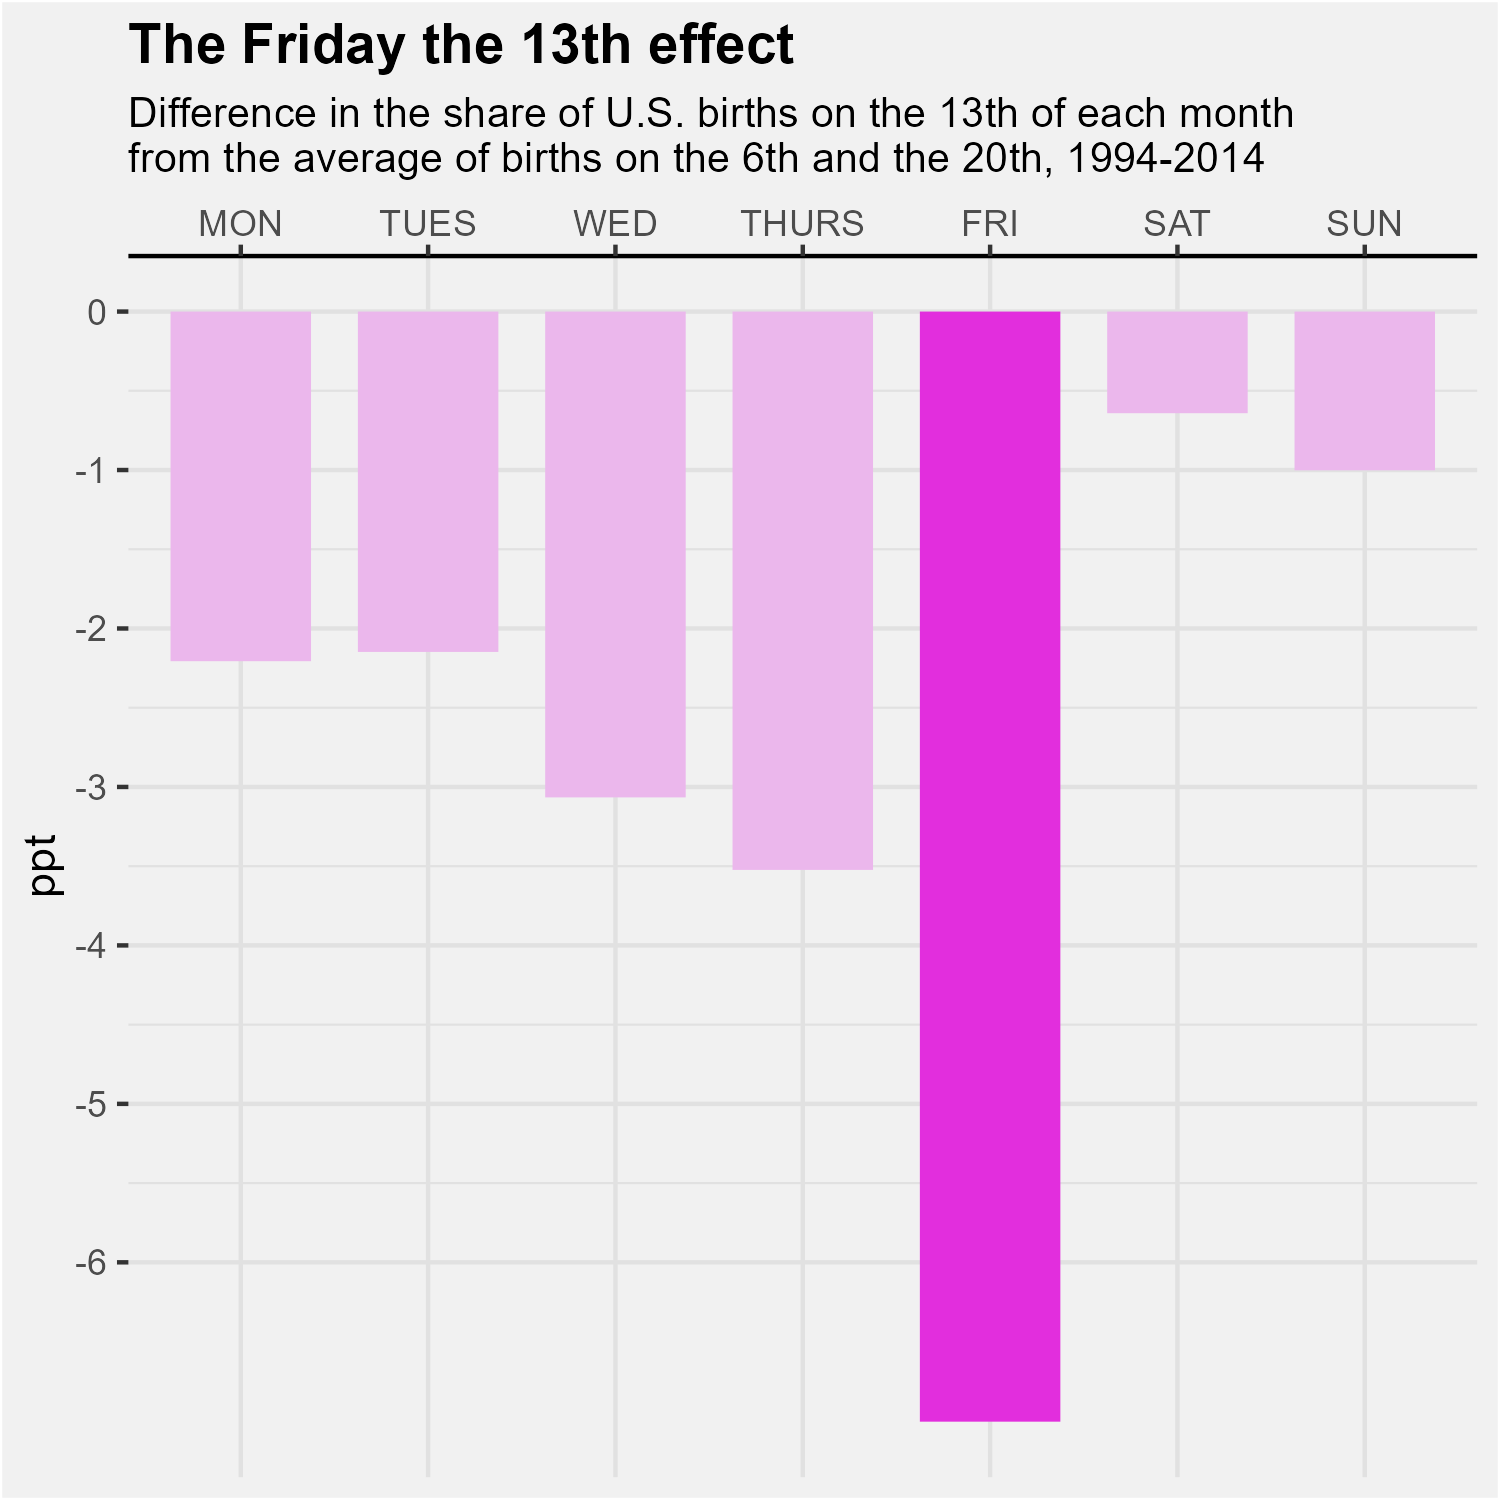 The Friday the 13th effect
Difference in the share of U.S. births on the 13th of each month
from the average of births on the 6th and the 20th, 1994-2014
MON TUES WED THURS FRI SAT SUN
0
-1
-2
-3
ppt
-4
-5
-6